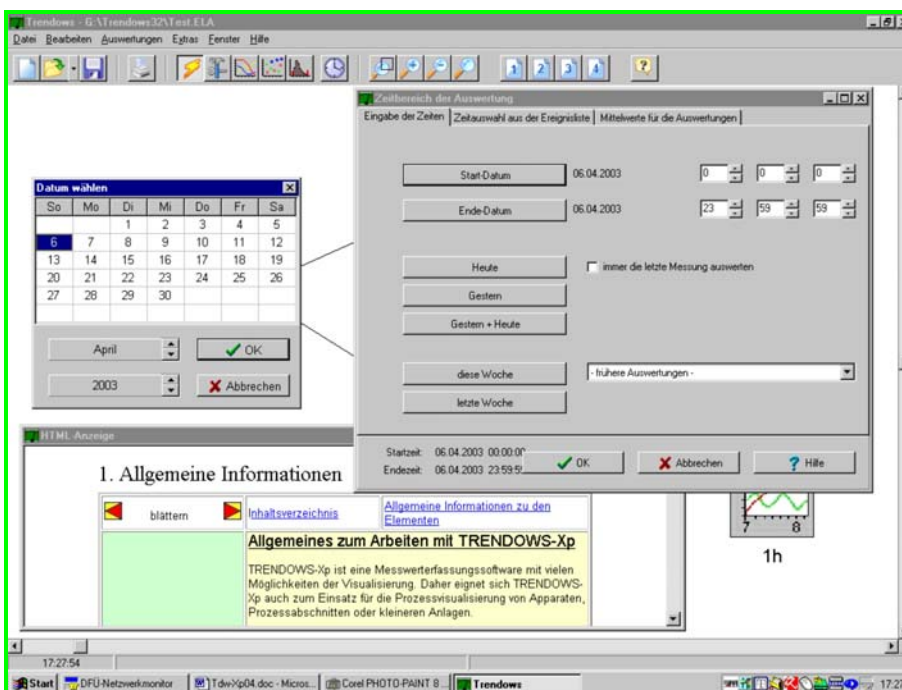 Trendows - G:\Trendows32\Test.ELA
Datei Bearbeiten Auswertungen Extras Fenster Hilfe
1 2 3 4 ?
Zeitbereich der Auswertung
Eingabe der Zeiten Zeitauswahl aus der Ereignisliste Mittelwerte für die Auswertungen
Start-Datum 06.04.2003 0 0 0
Ende-Datum 06.04.2003 23 59 59
Heute immer die letzte Messung auswerten
Gestern
Gestern + Heute
diese Woche - frühere Auswertungen -
letzte Woche
Startzeit: 06.04.2003 00:00:00
Endezeit: 06.04.2003 23:59:59
OK Abbrechen ? Hilfe
Datum wählen
So Mo Di Mi Do Fr Sa
1 2 3 4 5
6 7 8 9 10 11 12
13 14 15 16 17 18 19
20 21 22 23 24 25 26
27 28 29 30
April OK
2003 Abbrechen
HTML Anzeige
1. Allgemeine Informationen
blättern Inhaltsverzeichnis Allgemeine Informationen zu den
Elementen
Allgemeines zum Arbeiten mit TRENDOWS-Xp
TRENDOWS-Xp ist eine Messwerterfassungssoftware mit vielen
Möglichkeiten der Visualisierung. Daher eignet sich TRENDOWS-
Xp auch zum Einsatz für die Prozessvisualisierung von Apparaten,
Prozessabschnitten oder kleineren Anlagen.
7 8
1h
17:27:54
Start DFÜ-Netzwerkmonitor Tdw-Xp04.doc - Micros... Corel PHOTO-PAINT 8 ... Trendows